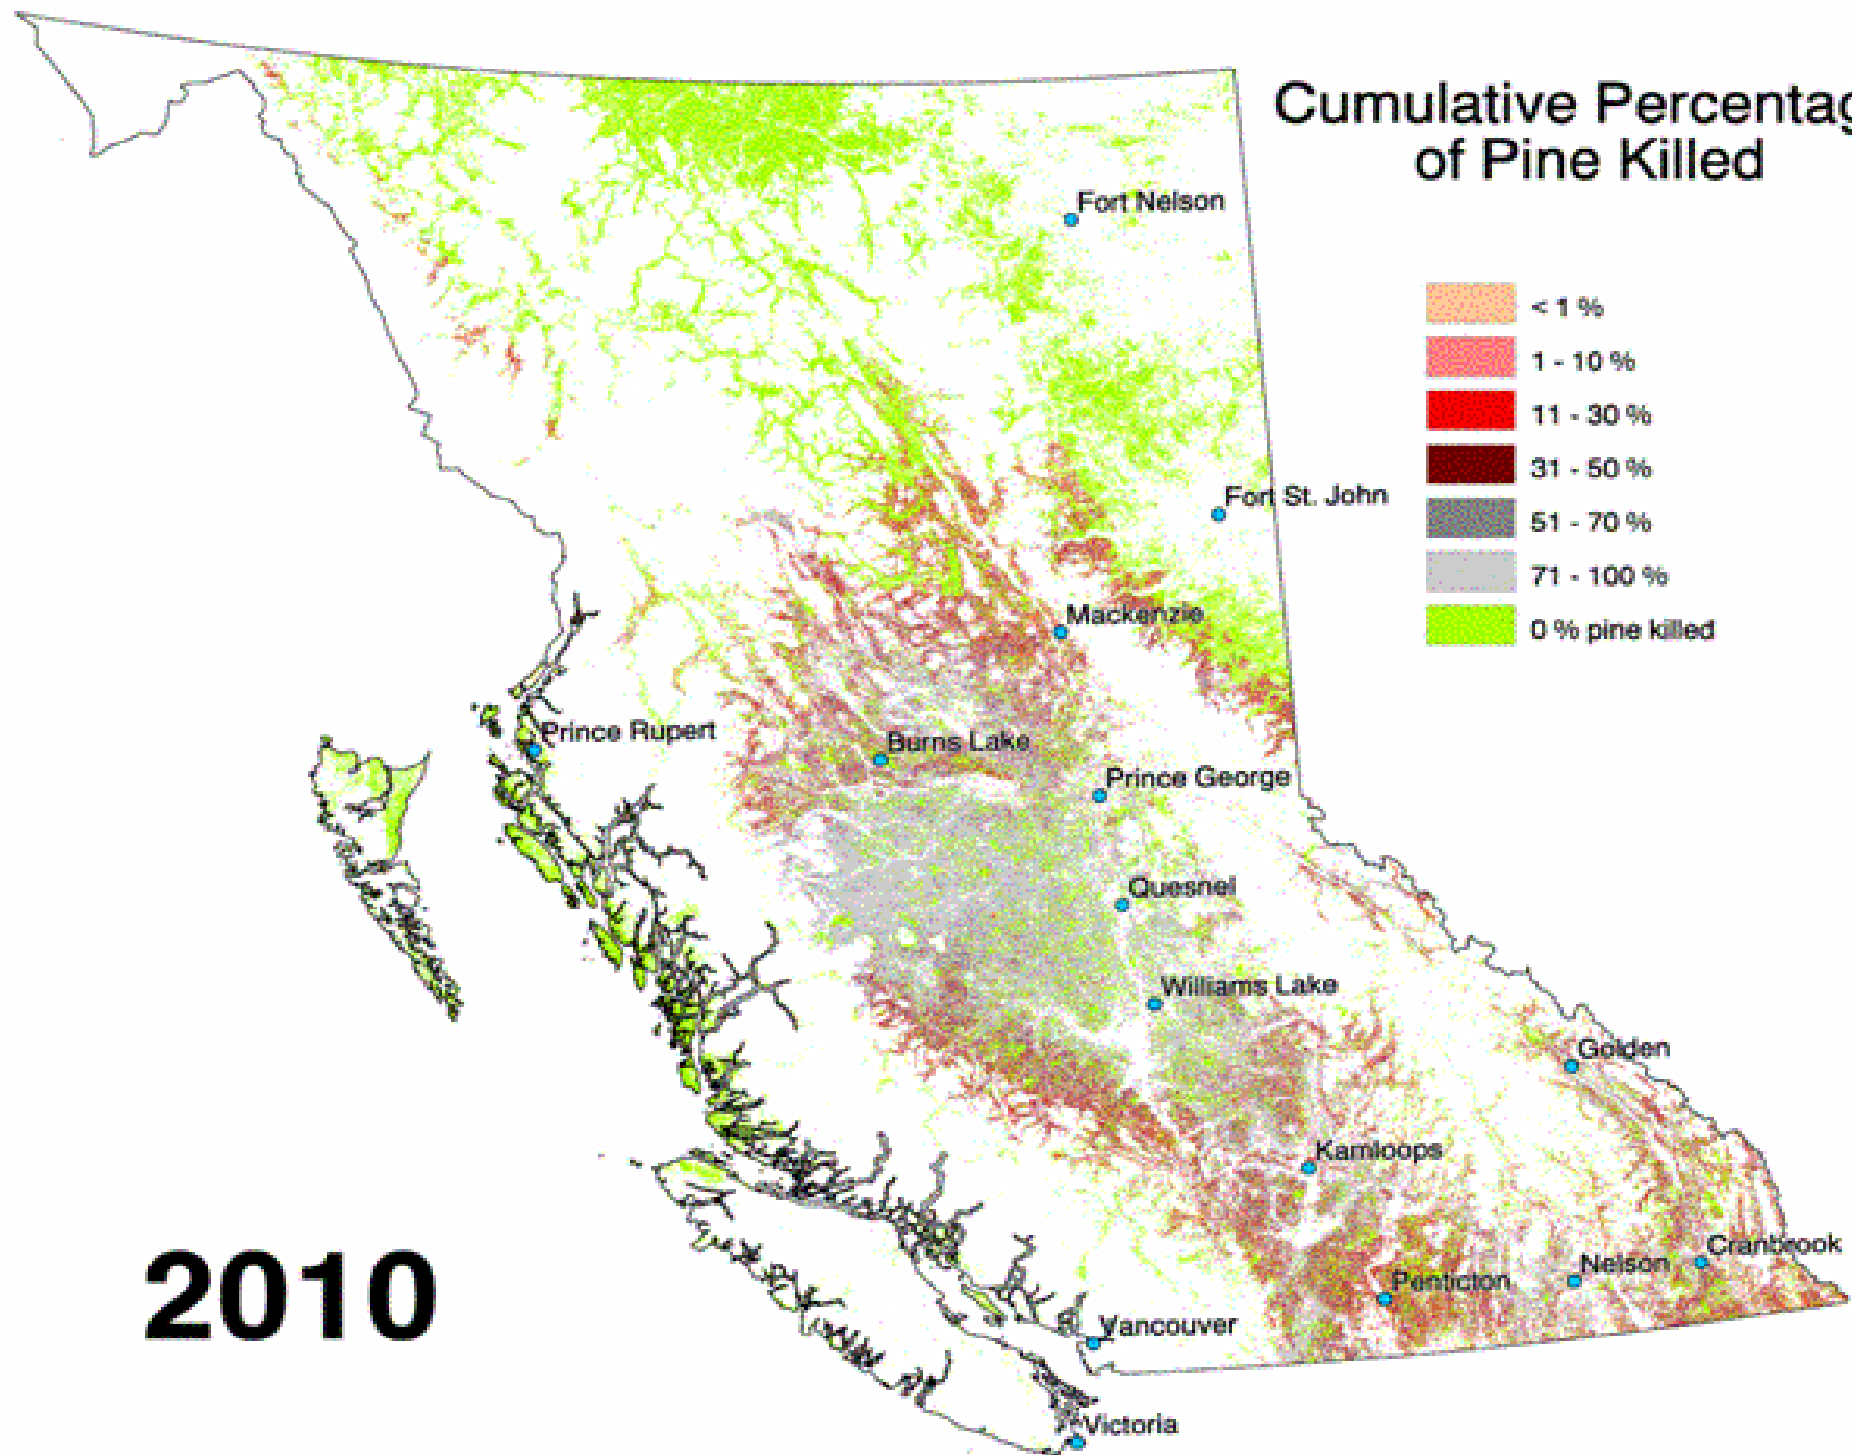 Cumulative Percentag
of Pine Killed
Fort Nelson
< 1 %
1 - 10 %
11 - 30 %
31 - 50 %
51 - 70 %
71 - 100 %
0 % pine killed
Fort St. John
Mackenzie
Prince Rupert
Burns Lake
Prince George
Quesnel
Williams Lake
Golden
Kamloops
Cranbrook
Nelson
Penticton
Vancouver
Victoria
2010